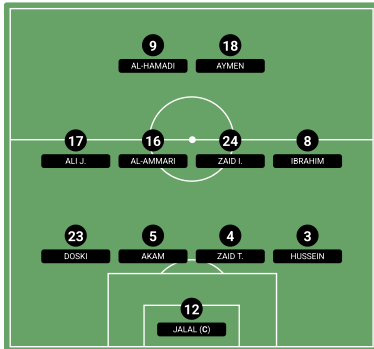 9 18
AL-HAMADI AYMEN
17 16 24 8
ALI J. AL-AMMARI ZAID I. IBRAHIM
23 5 4 3
DOSKI AKAM ZAID T. HUSSEIN
12
JALAL (C)